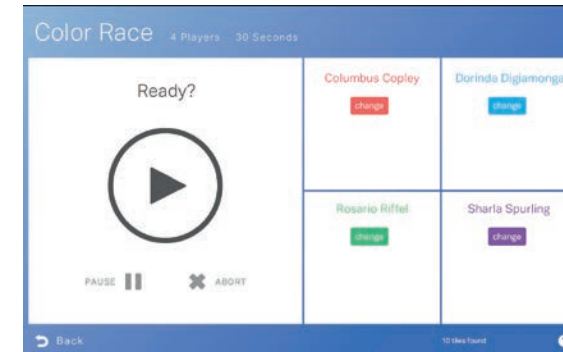 Color Race 4 Players 30 Seconds
Ready?
PAUSE ABORT
Columbus Copley
change
Dorinda Digiamonga
change
Rosario Riffel
change
Sharla Spurling
change
Back
10 tiles found